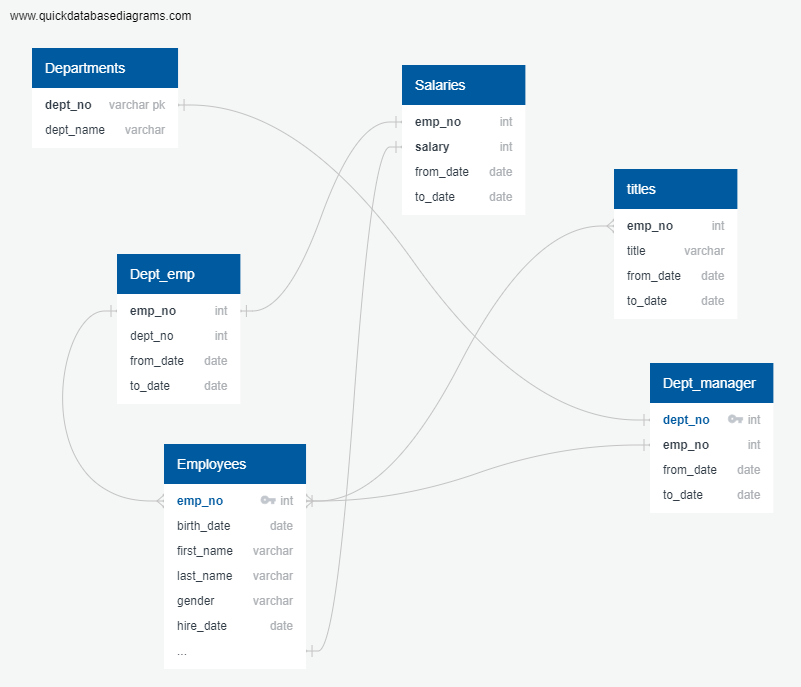 www.quickdatabasediagrams.com
Departments
dept_no varchar pk
dept_name varchar
Salaries
emp_no int
salary int
from_date date
to_date date
titles
emp_no int
title varchar
from_date date
to_date date
Dept_emp
emp_no int
dept_no int
from_date date
to_date date
Dept_manager
dept_no int
emp_no int
from_date date
to_date date
Employees
emp_no int
birth_date date
first_name varchar
last_name varchar
gender varchar
hire_date date
...